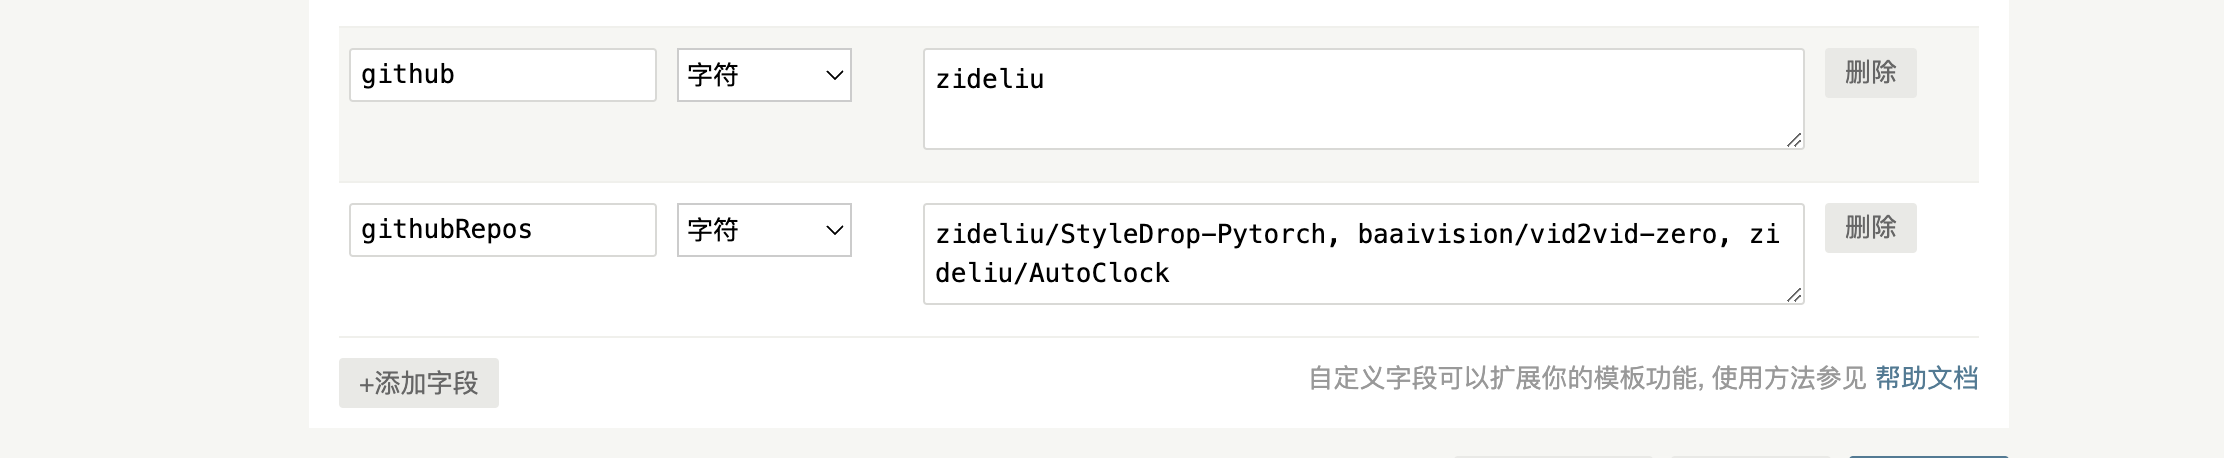 github 字符 zideliu 删除
githubRepos 字符 zideliu/StyleDrop-Pytorch, baaivision/vid2vid-zero, zi 删除
deliu/AutoClock
+添加字段 自定义字段可以扩展你的模板功能, 使用方法参见 帮助文档